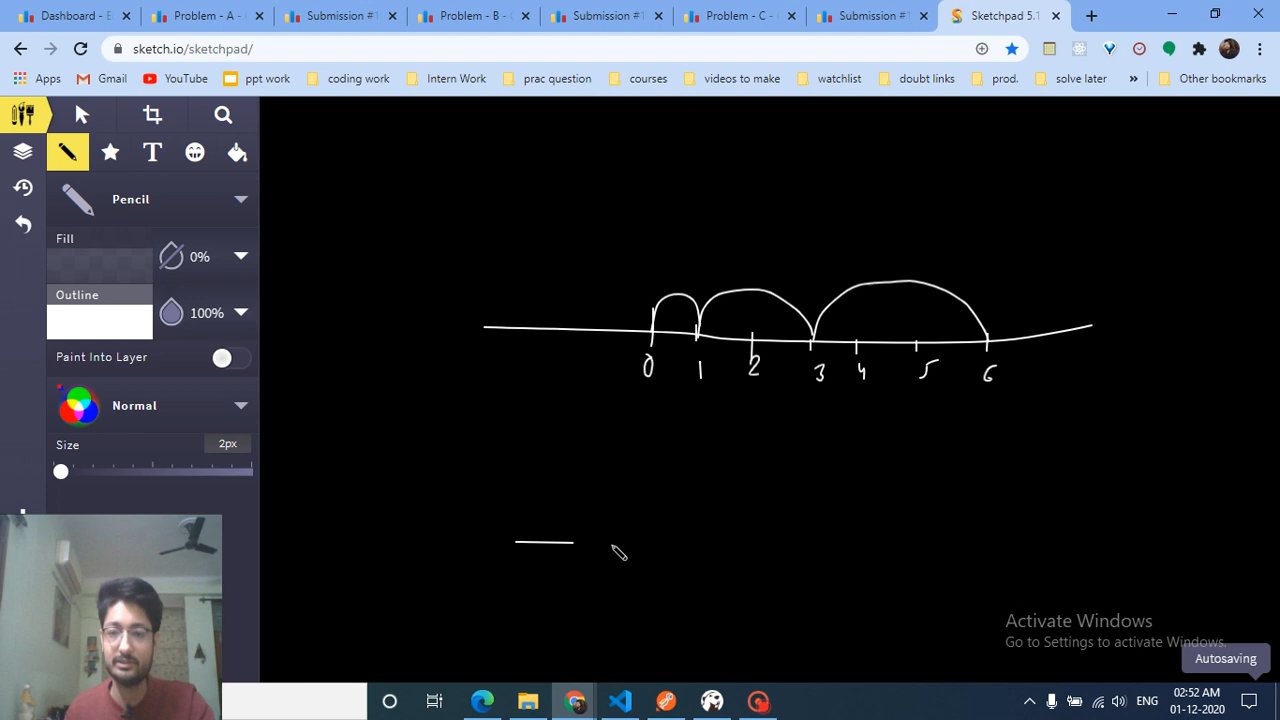 Dashboard - E
Problem - A - C
Submission #1
Problem - B - C
Submission #1
Problem - C - C
Submission #1
Sketchpad 5.1
sketch.io/sketchpad/
Apps
Gmail
YouTube
ppt work
coding work
Intern Work
prac question
courses
videos to make
watchlist
doubt links
prod.
solve later
»
Other bookmarks
T
Pencil
Fill
0%
Outline
100%
Paint Into Layer
Normal
Size
2px
0 1 2 3 4 5 6
Activate Windows
Go to Settings to activate Windows.
Autosaving
ENG
02:52 AM
01-12-2020